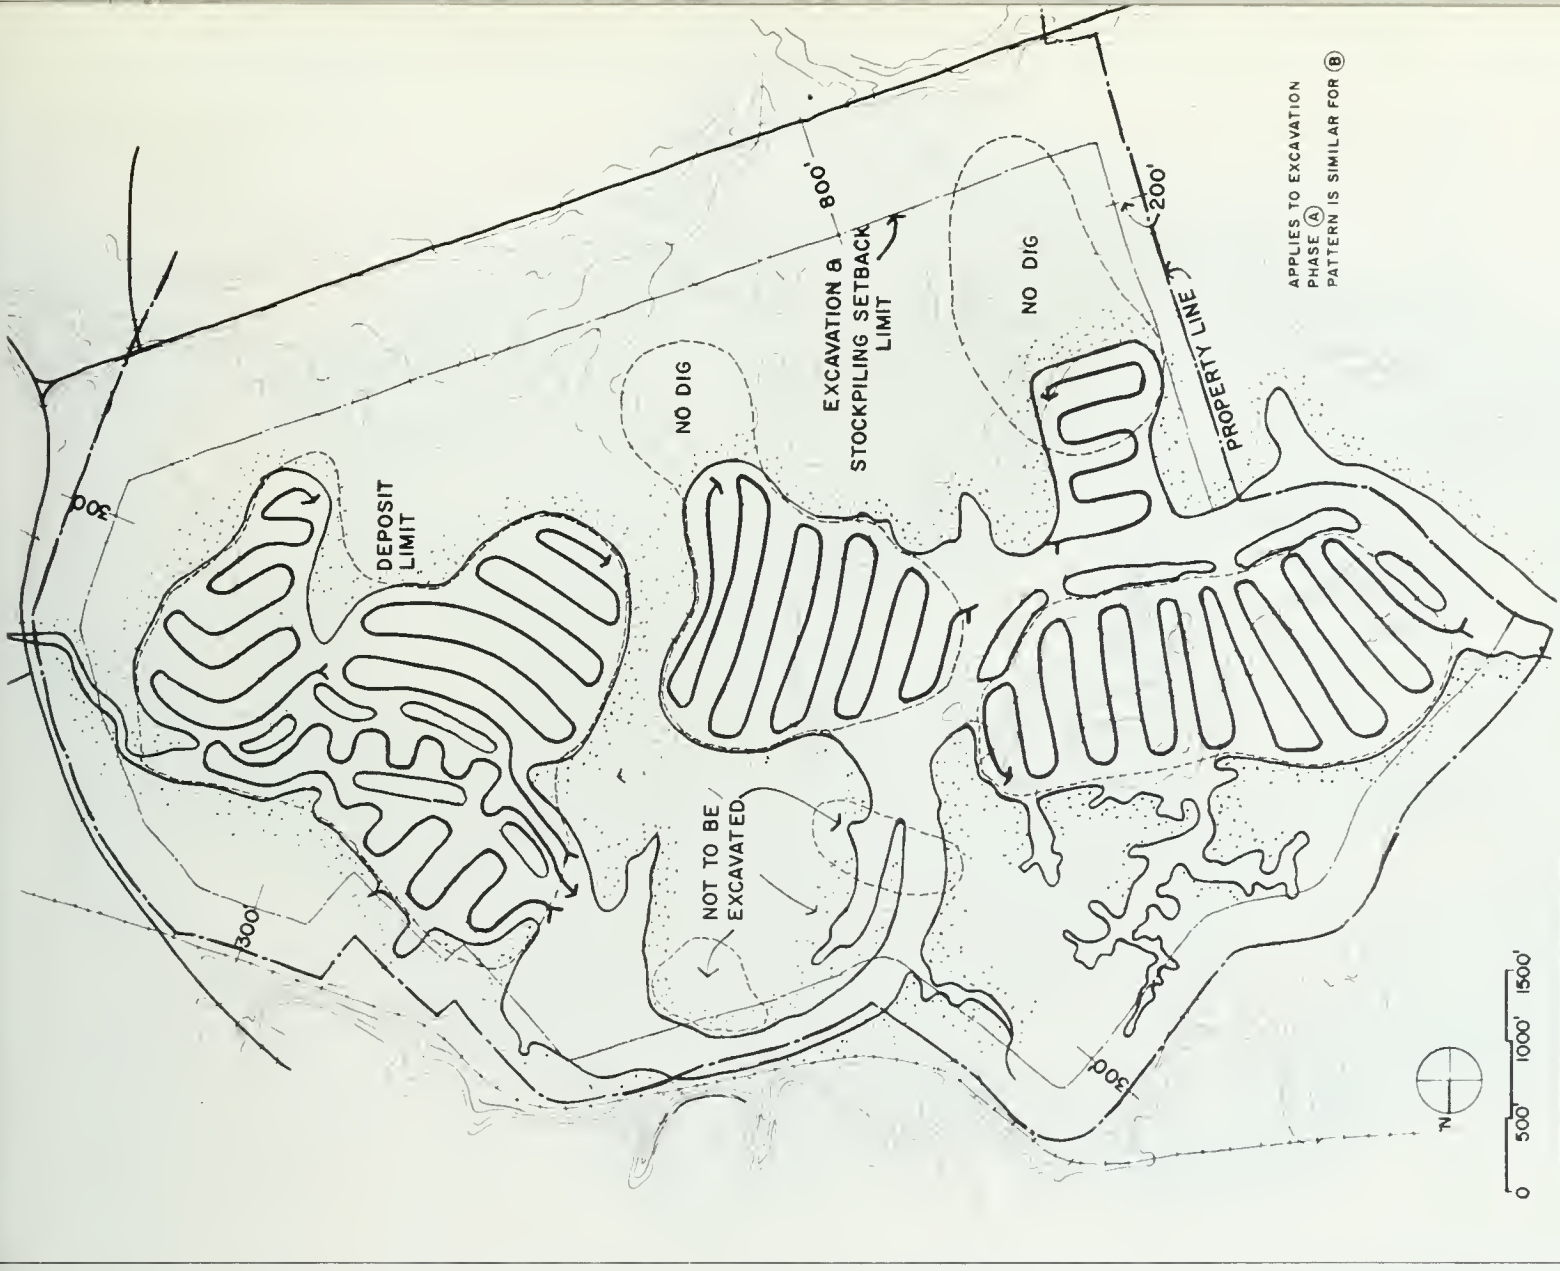 300'
DEPOSIT
LIMIT
NO DIG
EXCAVATION &
STOCKPILING SETBACK
LIMIT
800'
NO DIG
200'
PROPERTY LINE
APPLIES TO EXCAVATION
PHASE A
PATTERN IS SIMILAR FOR B
300'
NOT TO BE
EXCAVATED
300'
N
0 500' 1000' 1500'